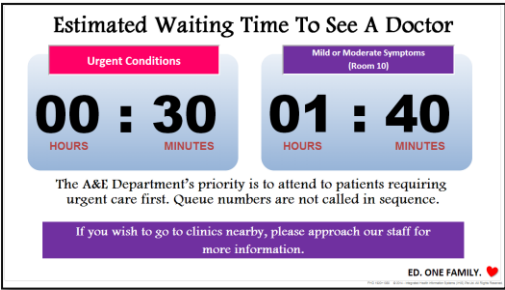 Estimated Waiting Time To See A Doctor
Urgent Conditions
00 : 30
HOURS MINUTES
Mild or Moderate Symptoms
(Room 10)
01 : 40
HOURS MINUTES
The A&E Department's priority is to attend to patients requiring
urgent care first. Queue numbers are not called in sequence.
If you wish to go to clinics nearby, please approach our staff for
more information.
ED. ONE FAMILY.